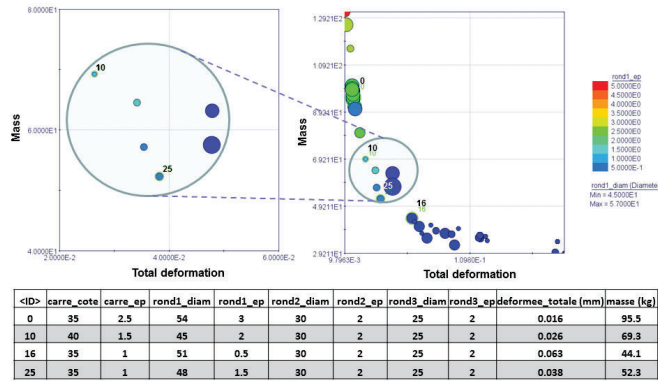 8.0000E1
6.0000E1
4.0000E1
2.0000E-2
4.0000E-2
6.0000E-2
Mass
Total deformation
10
25
1.2921E2
1.0921E2
8.9241E1
6.9211E1
4.9211E1
2.9211E1
9.7963E-3
1.0980E-1
Mass
Total deformation
0
10
10
25
16
16
rond1_ep
5.0000E0
4.5000E0
4.0000E0
3.5000E0
3.0000E0
2.5000E0
2.0000E0
1.5000E0
1.0000E0
5.0000E-1
rond1_diam (Diamete
Min = 4.5000E1
Max = 5.7000E1
<ID> carre_cote carre_ep rond1_diam rond1_ep rond2_diam rond2_ep rond3_diam rond3_ep deformee_totale (mm) masse (kg)
0 35 2.5 54 3 30 2 25 2 0.016 95.5
10 40 1.5 45 2 30 2 25 2 0.026 69.3
16 35 1 51 0.5 30 2 25 2 0.063 44.1
25 35 1 48 1.5 30 2 25 2 0.038 52.3